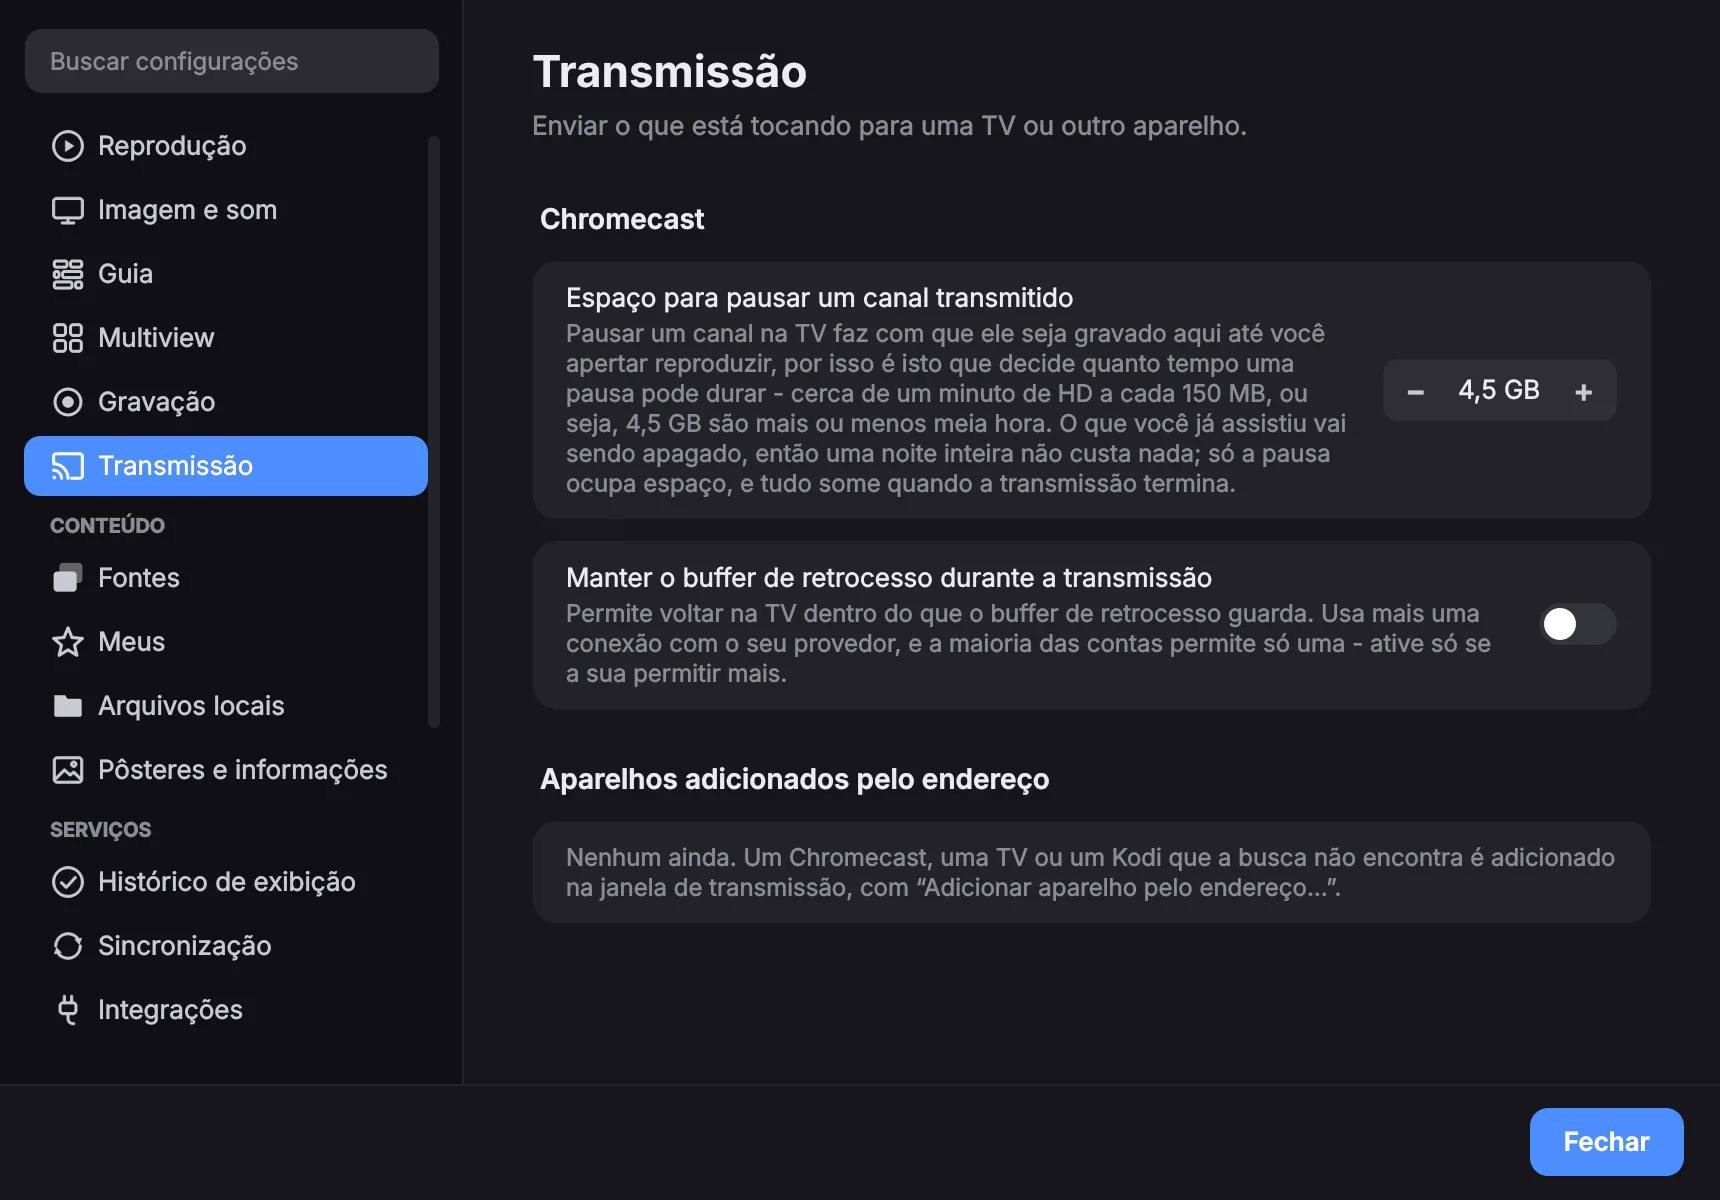 Buscar configurações
Reprodução
Imagem e som
Guia
Multiview
Gravação
Transmissão
CONTEÚDO
Fontes
Meus
Arquivos locais
Pôsteres e informações
SERVIÇOS
Histórico de exibição
Sincronização
Integrações
Transmissão
Enviar o que está tocando para uma TV ou outro aparelho.
Chromecast
Espaço para pausar um canal transmitido
Pausar um canal na TV faz com que ele seja gravado aqui até você
apertar reproduzir, por isso é isto que decide quanto tempo uma
pausa pode durar - cerca de um minuto de HD a cada 150 MB, ou
seja, 4,5 GB são mais ou menos meia hora. O que você já assistiu vai
sendo apagado, então uma noite inteira não custa nada; só a pausa
ocupa espaço, e tudo some quando a transmissão termina.
− 4,5 GB +
Manter o buffer de retrocesso durante a transmissão
Permite voltar na TV dentro do que o buffer de retrocesso guarda. Usa mais uma
conexão com o seu provedor, e a maioria das contas permite só uma - ative só se
a sua permitir mais.
Aparelhos adicionados pelo endereço
Nenhum ainda. Um Chromecast, uma TV ou um Kodi que a busca não encontra é adicionado
na janela de transmissão, com “Adicionar aparelho pelo endereço...”.
Fechar